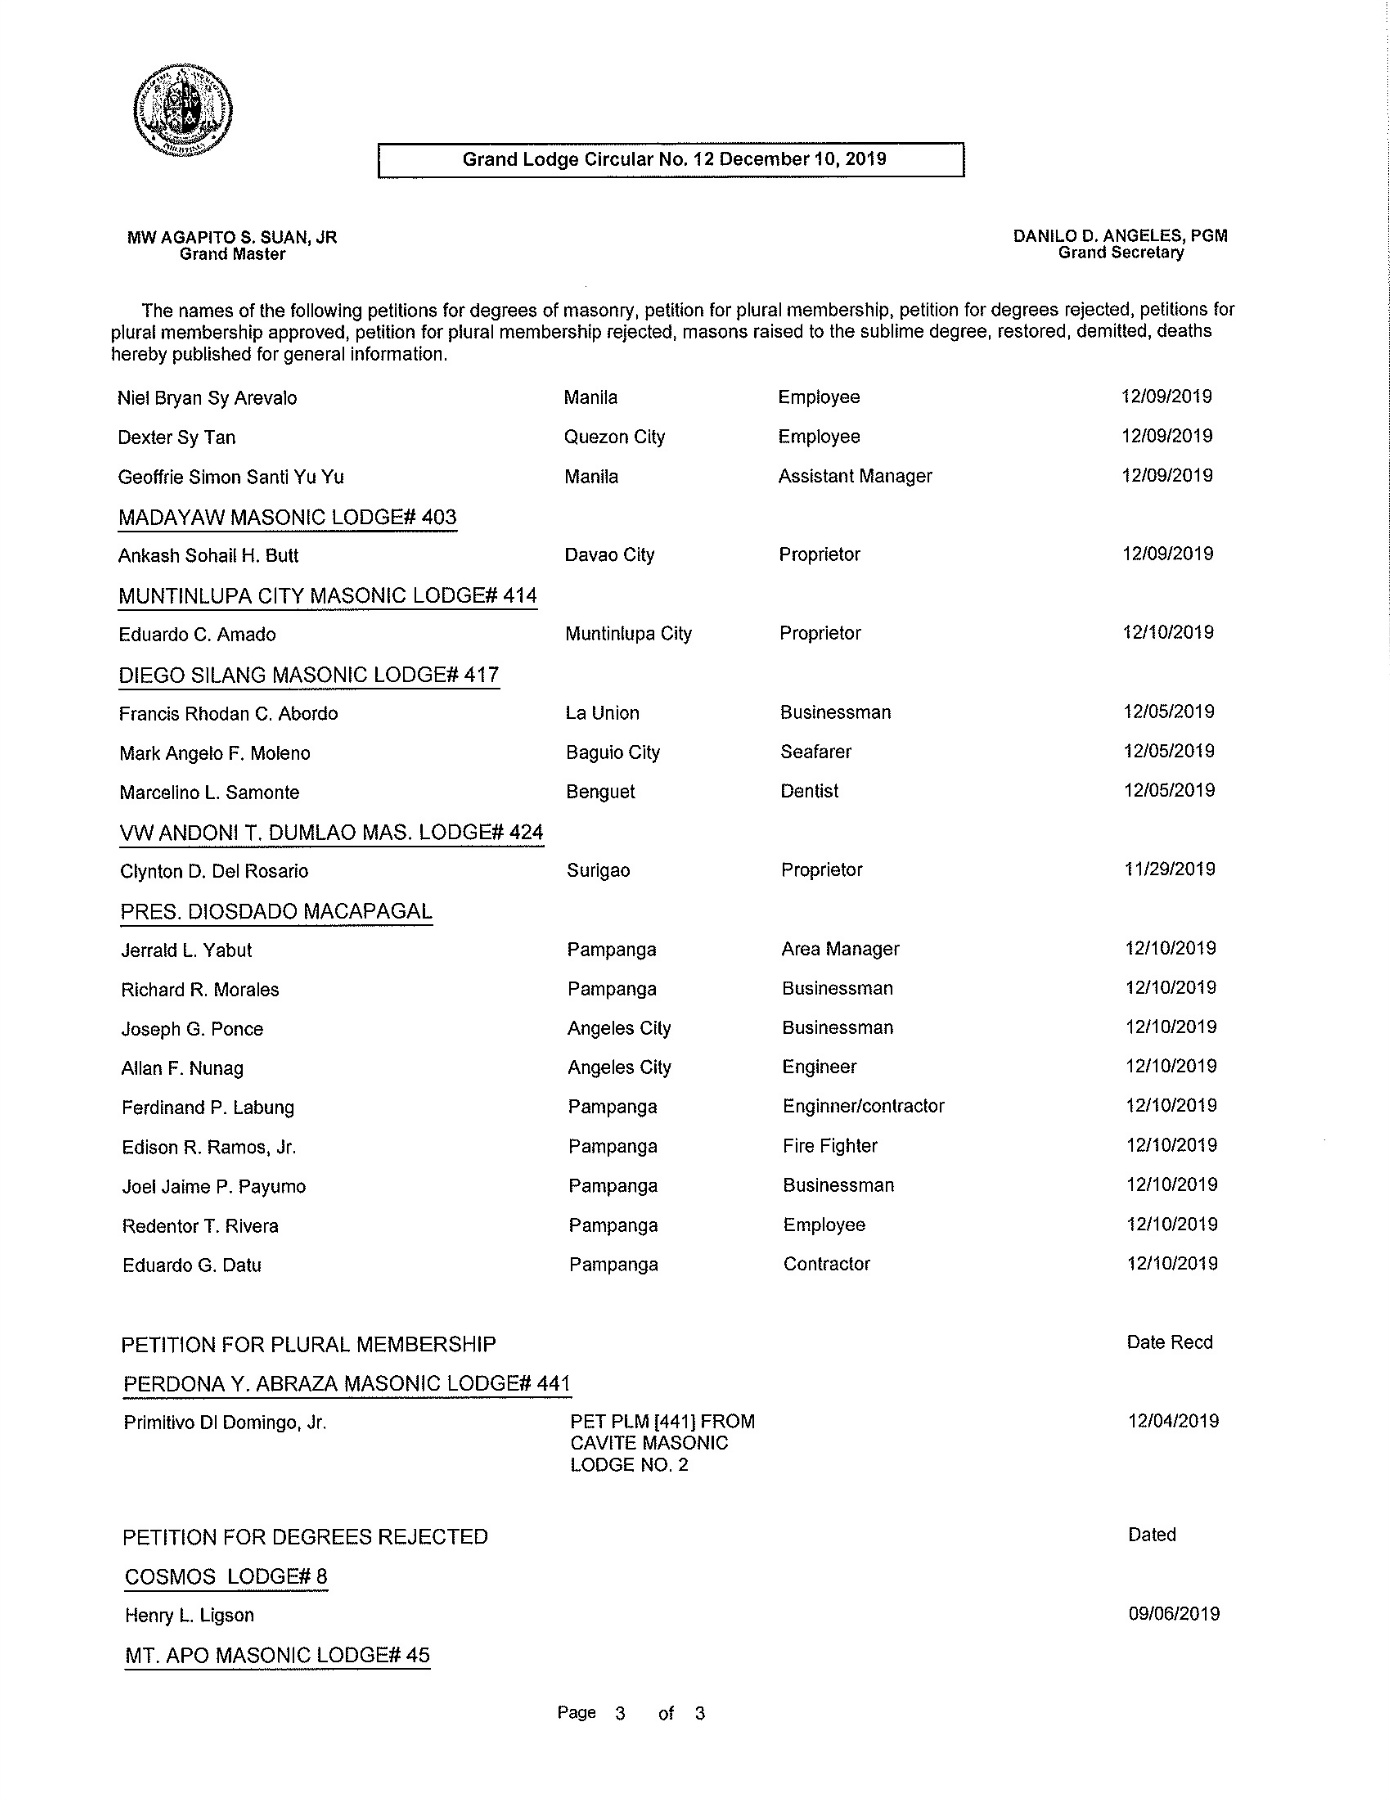 PHILIPPINES
Grand Lodge Circular No. 12 December 10, 2019
MW AGAPITO S. SUAN, JR
Grand Master
DANILO D. ANGELES, PGM
Grand Secretary
The names of the following petitions for degrees of masonry, petition for plural membership, petition for degrees rejected, petitions for
plural membership approved, petition for plural membership rejected, masons raised to the sublime degree, restored, demitted, deaths
hereby published for general information.
Niel Bryan Sy Arevalo Manila Employee 12/09/2019
Dexter Sy Tan Quezon City Employee 12/09/2019
Geoffrie Simon Santi Yu Yu Manila Assistant Manager 12/09/2019
MADAYAW MASONIC LODGE# 403
Ankash Sohail H. Butt Davao City Proprietor 12/09/2019
MUNTINLUPA CITY MASONIC LODGE# 414
Eduardo C. Amado Muntinlupa City Proprietor 12/10/2019
DIEGO SILANG MASONIC LODGE# 417
Francis Rhodan C. Abordo La Union Businessman 12/05/2019
Mark Angelo F. Moleno Baguio City Seafarer 12/05/2019
Marcelino L. Samonte Benguet Dentist 12/05/2019
VW ANDONI T. DUMLAO MAS. LODGE# 424
Clynton D. Del Rosario Surigao Proprietor 11/29/2019
PRES. DIOSDADO MACAPAGAL
Jerrald L. Yabut Pampanga Area Manager 12/10/2019
Richard R. Morales Pampanga Businessman 12/10/2019
Joseph G. Ponce Angeles City Businessman 12/10/2019
Allan F. Nunag Angeles City Engineer 12/10/2019
Ferdinand P. Labung Pampanga Enginner/contractor 12/10/2019
Edison R. Ramos, Jr. Pampanga Fire Fighter 12/10/2019
Joel Jaime P. Payumo Pampanga Businessman 12/10/2019
Redentor T. Rivera Pampanga Employee 12/10/2019
Eduardo G. Datu Pampanga Contractor 12/10/2019
PETITION FOR PLURAL MEMBERSHIP Date Recd
PERDONA Y. ABRAZA MASONIC LODGE# 441
Primitivo DI Domingo, Jr. PET PLM [441] FROM 12/04/2019
CAVITE MASONIC
LODGE NO. 2
PETITION FOR DEGREES REJECTED Dated
COSMOS LODGE# 8
Henry L. Ligson 09/06/2019
MT. APO MASONIC LODGE# 45
Page 3 of 3